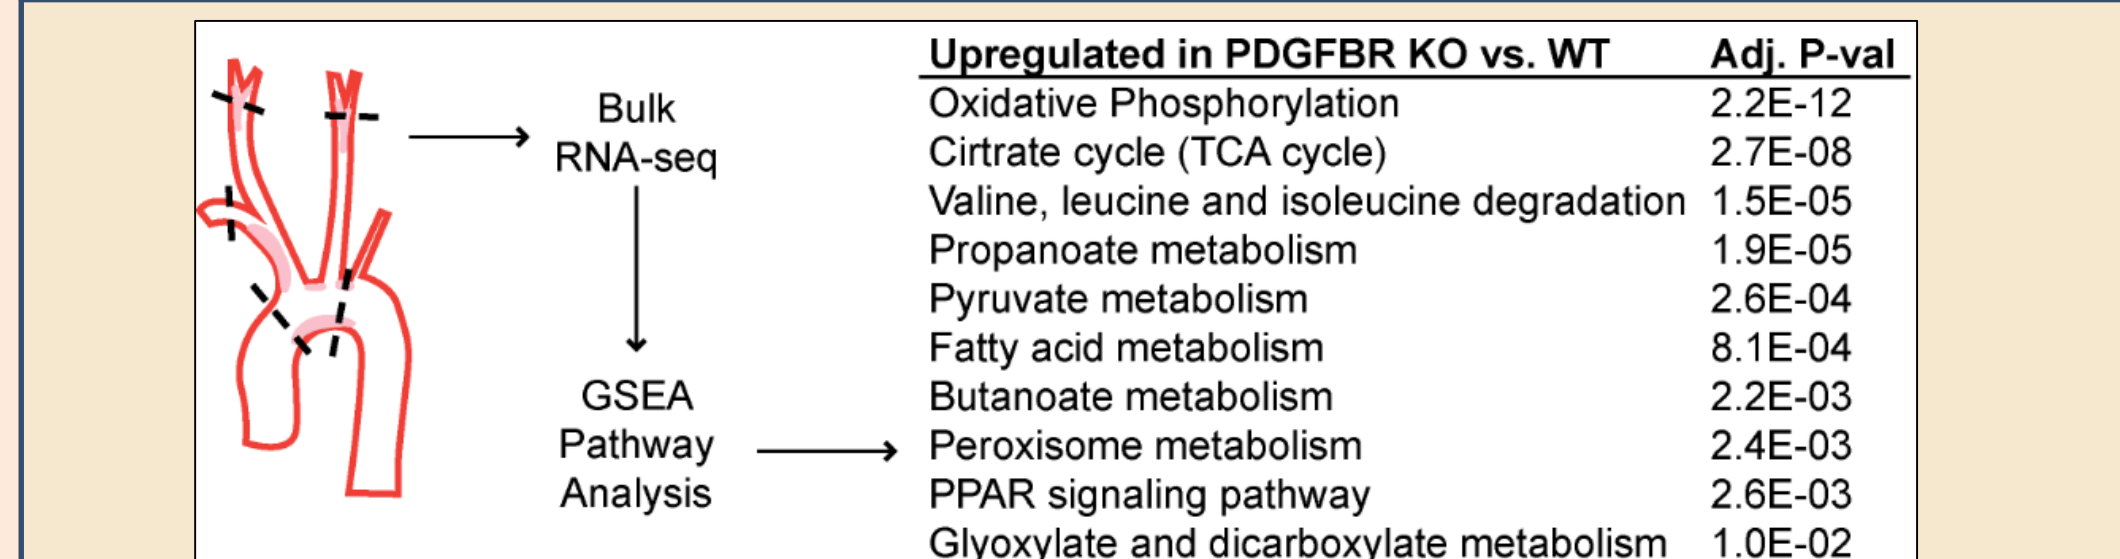 Bulk
RNA-seq
GSEA
Pathway
Analysis
Upregulated in PDGFBR KO vs. WT Adj. P-val
Oxidative Phosphorylation 2.2E-12
Cirtrate cycle (TCA cycle) 2.7E-08
Valine, leucine and isoleucine degradation 1.5E-05
Propanoate metabolism 1.9E-05
Pyruvate metabolism 2.6E-04
Fatty acid metabolism 8.1E-04
Butanoate metabolism 2.2E-03
Peroxisome metabolism 2.4E-03
PPAR signaling pathway 2.6E-03
Glyoxylate and dicarboxylate metabolism 1.0E-02